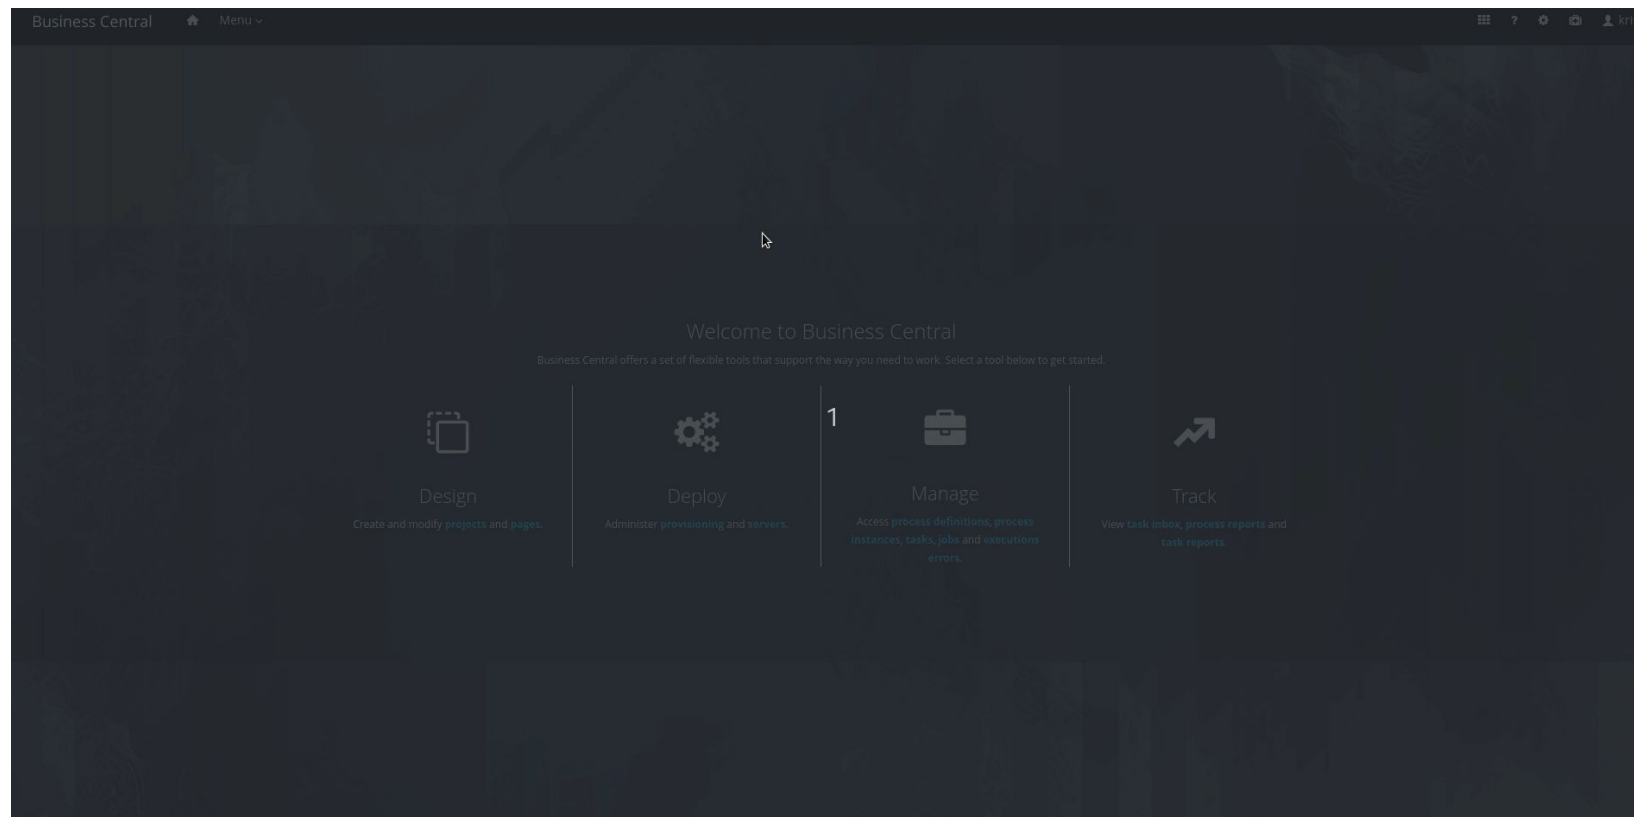 Business Central Menu ? kri
Welcome to Business Central
Business Central offers a set of flexible tools that support the way you need to work. Select a tool below to get started.
1
Design
Create and modify projects and pages.
Deploy
Administer provisioning and servers.
Manage
Access process definitions, process
instances, tasks, jobs and executions
errors.
Track
View task inbox, process reports and
task reports.